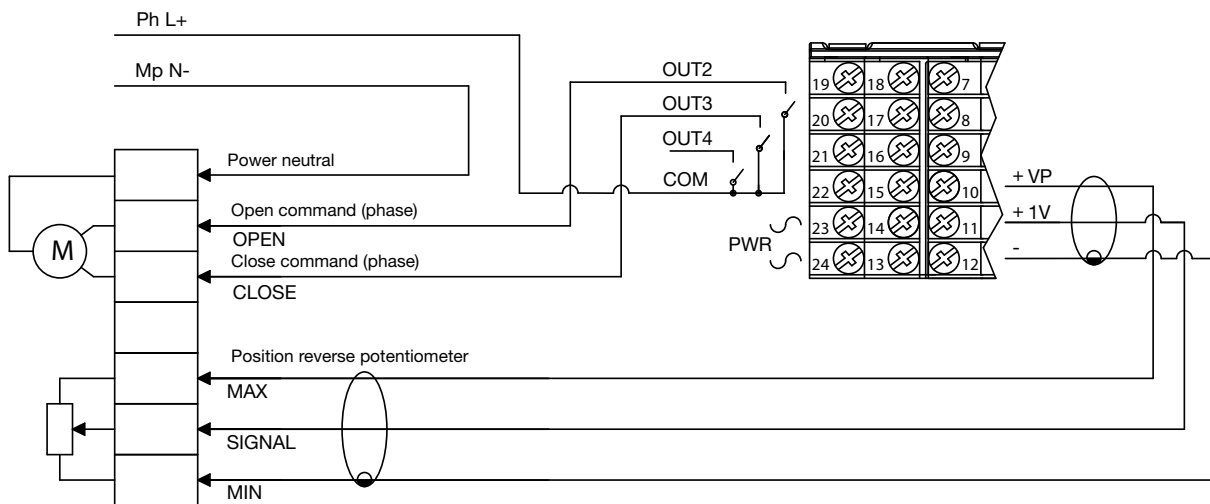 Ph L+
Mp N-
OUT2
OUT3
OUT4
COM
PWR
19 18 7
20 17 8
21 16 9
22 15 10
23 14 11
24 13 12
+ VP
+ 1V
-
Power neutral
Open command (phase)
OPEN
Close command (phase)
CLOSE
M
Position reverse potentiometer
MAX
SIGNAL
MIN